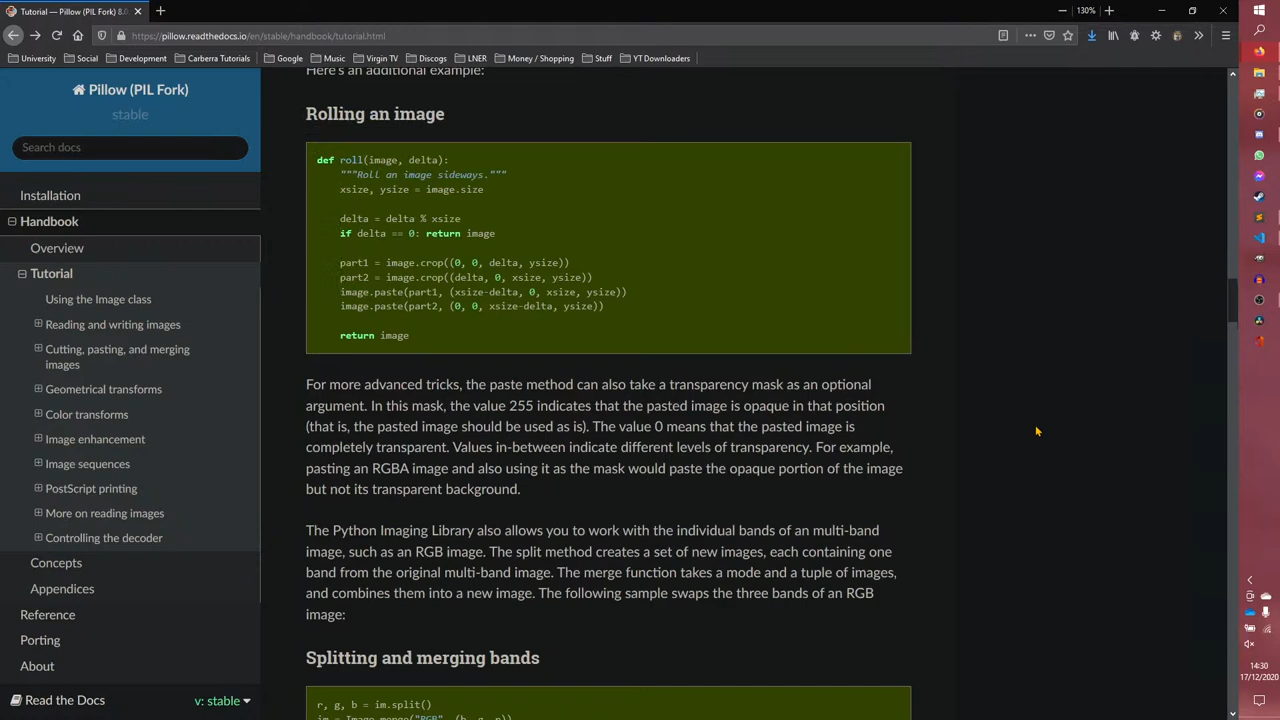 Tutorial — Pillow (PIL Fork) 8.0
130%
https://pillow.readthedocs.io/en/stable/handbook/tutorial.html
University
Social
Development
Carberra Tutorials
Google
Music
Virgin TV
Discogs
LNER
Money / Shopping
Stuff
YT Downloaders
Pillow (PIL Fork)
stable
Search docs
Installation
Handbook
Overview
Tutorial
Using the Image class
Reading and writing images
Cutting, pasting, and merging
images
Geometrical transforms
Color transforms
Image enhancement
Image sequences
PostScript printing
More on reading images
Controlling the decoder
Concepts
Appendices
Reference
Porting
About
Read the Docs
v: stable
Here's an additional example:
Rolling an image
def roll(image, delta):
"""Roll an image sideways."""
xsize, ysize = image.size
delta = delta % xsize
if delta == 0: return image
part1 = image.crop((0, 0, delta, ysize))
part2 = image.crop((delta, 0, xsize, ysize))
image.paste(part1, (xsize-delta, 0, xsize, ysize))
image.paste(part2, (0, 0, xsize-delta, ysize))
return image
For more advanced tricks, the paste method can also take a transparency mask as an optional
argument. In this mask, the value 255 indicates that the pasted image is opaque in that position
(that is, the pasted image should be used as is). The value 0 means that the pasted image is
completely transparent. Values in-between indicate different levels of transparency. For example,
pasting an RGBA image and also using it as the mask would paste the opaque portion of the image
but not its transparent background.
The Python Imaging Library also allows you to work with the individual bands of an multi-band
image, such as an RGB image. The split method creates a set of new images, each containing one
band from the original multi-band image. The merge function takes a mode and a tuple of images,
and combines them into a new image. The following sample swaps the three bands of an RGB
image:
Splitting and merging bands
r, g, b = im.split()
im = Image.merge("RGB", (b, g, r))
14:30
17/12/2020